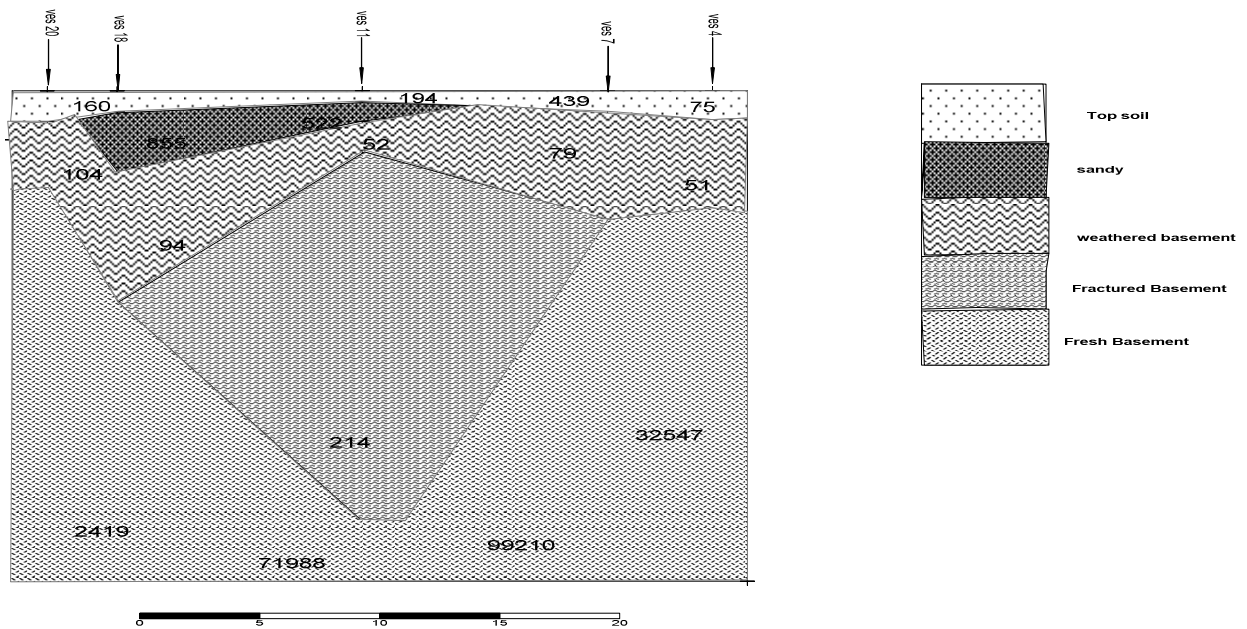 ves 20
ves 18
ves 11
ves 7
ves 4
160
194
439
75
855
522
52
79
104
51
94
214
32547
2419
71988
99210
0 5 10 15 20
Top soil
sandy
weathered basement
Fractured Basement
Fresh Basement